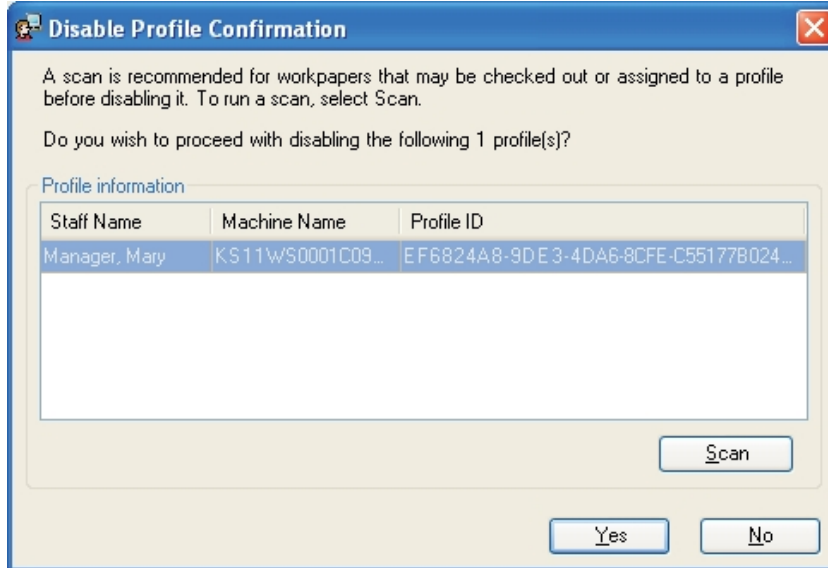 Disable Profile Confirmation
A scan is recommended for workpapers that may be checked out or assigned to a profile
before disabling it. To run a scan, select Scan.
Do you wish to proceed with disabling the following 1 profile(s)?
Profile information
Staff Name Machine Name Profile ID
Manager, Mary KS11WS0001C09... EF6824A8-9DE3-4DA6-8CFE-C55177B024...
Scan
Yes No